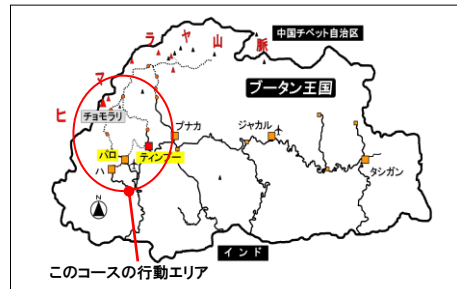 ヒマラヤ山脈
中国チベット自治区
ブータン王国
チョモラリ
プナカ
ジャカル
パロ
ティンプー
ハ
タシガン
N
インド
このコースの行動エリア